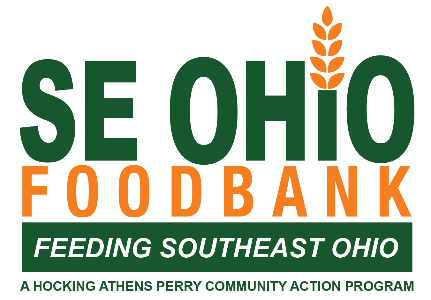 SE OHiO
FOODBANK
FEEDING SOUTHEAST OHIO
A HOCKING ATHENS PERRY COMMUNITY ACTION PROGRAM